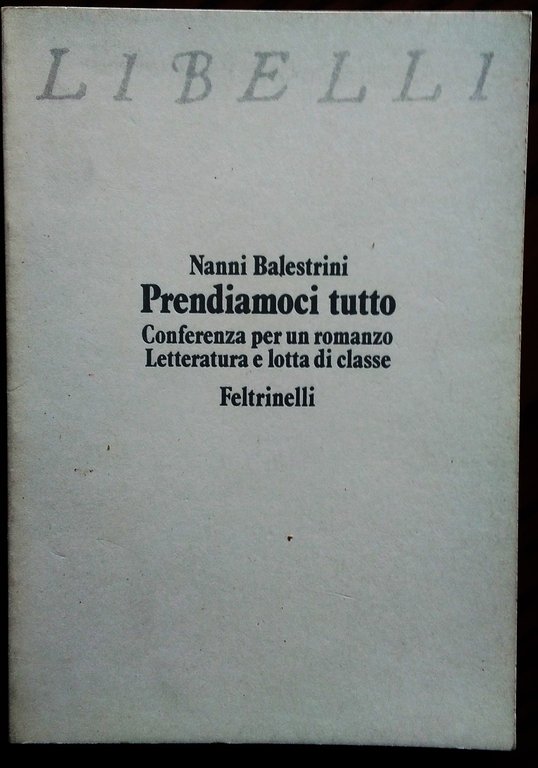 LIBELLI
Nanni Balestrini
Prendiamoci tutto
Conferenza per un romanzo
Letteratura e lotta di classe
Feltrinelli